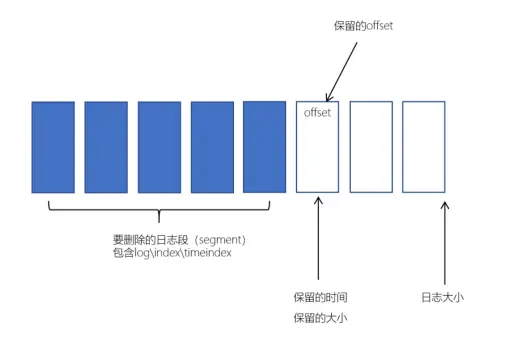 保留的offset
offset
要删除的日志段（segment）
包含log\index\timeindex
保留的时间
保留的大小
日志大小